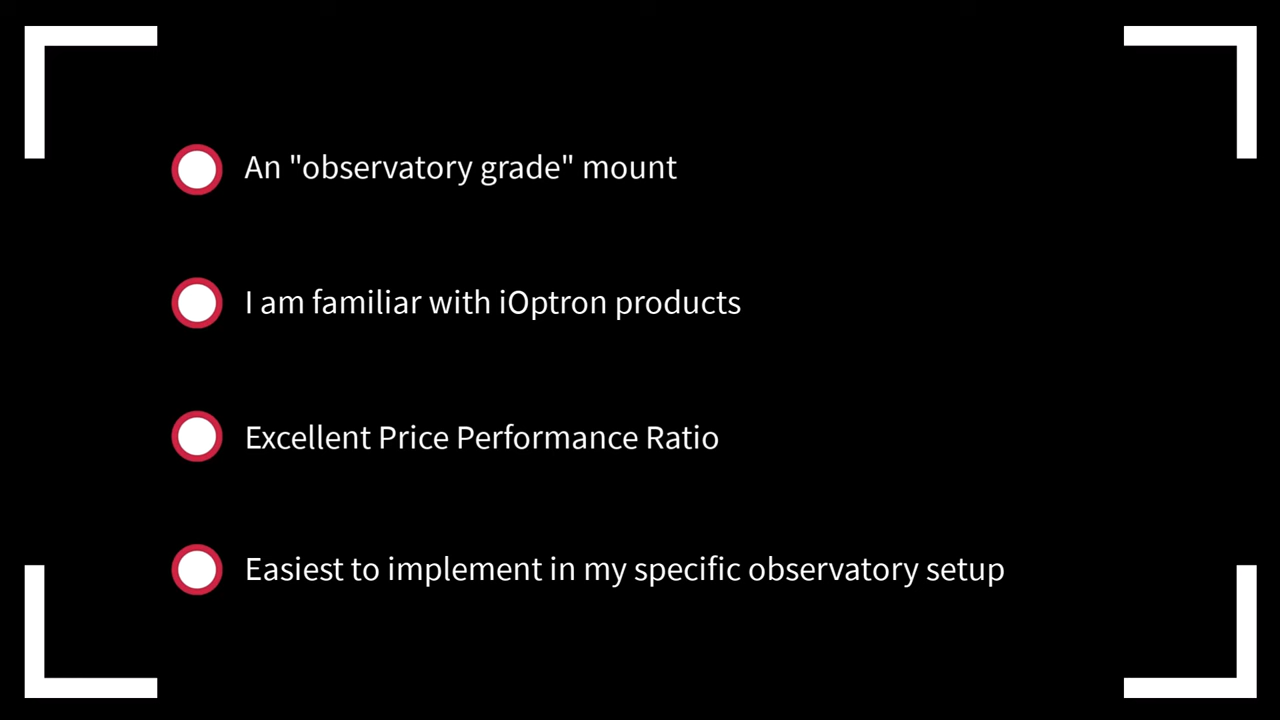 An "observatory grade" mount
I am familiar with iOptron products
Excellent Price Performance Ratio
Easiest to implement in my specific observatory setup